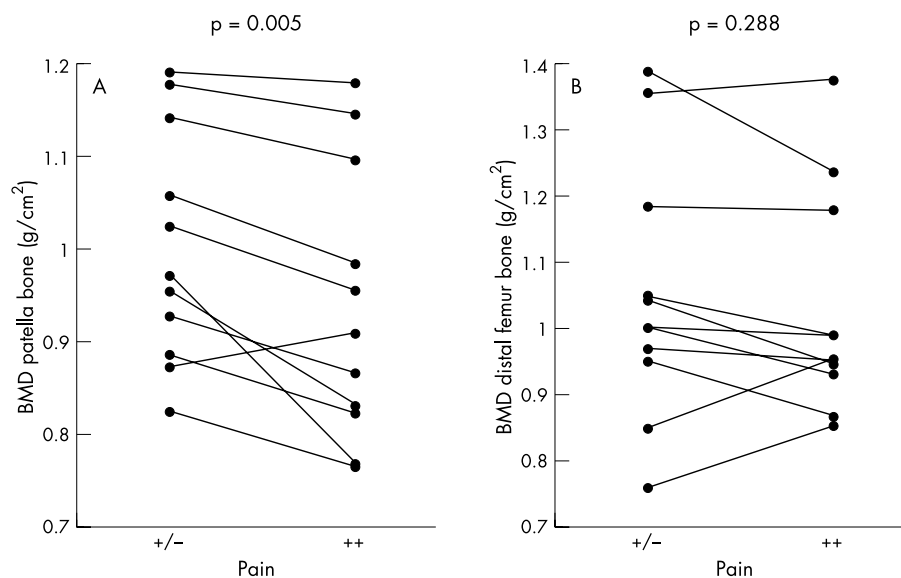 p = 0.005
A
1.2
1.1
1
0.9
0.8
0.7
BMD patella bone (g/cm²)
+/− ++
Pain
p = 0.288
B
1.4
1.3
1.2
1.1
1
0.9
0.8
0.7
BMD distal femur bone (g/cm²)
+/− ++
Pain